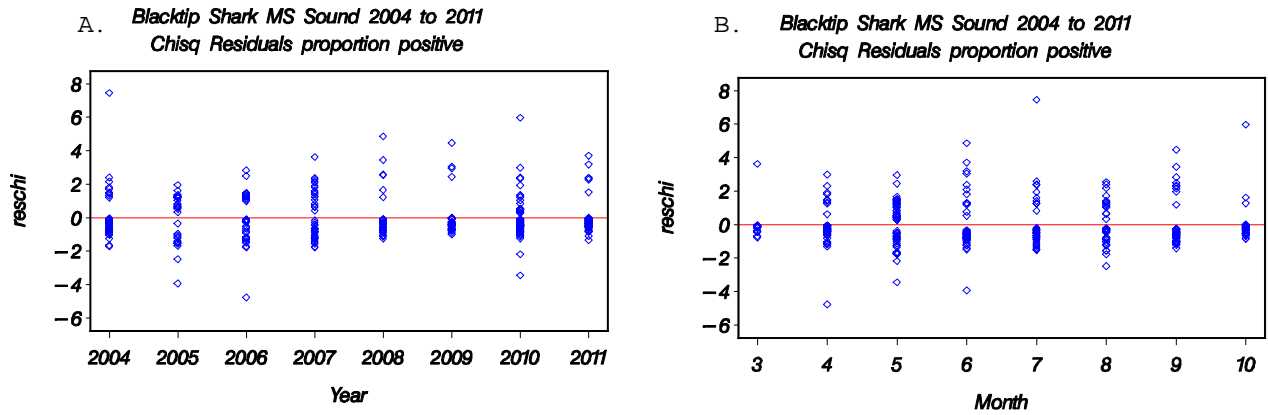 A.
Blacktip Shark MS Sound 2004 to 2011
Chisq Residuals proportion positive
reschi
8
6
4
2
0
−2
−4
−6
2004 2005 2006 2007 2008 2009 2010 2011
Year
B.
Blacktip Shark MS Sound 2004 to 2011
Chisq Residuals proportion positive
reschi
8
6
4
2
0
−2
−4
−6
3 4 5 6 7 8 9 10
Month